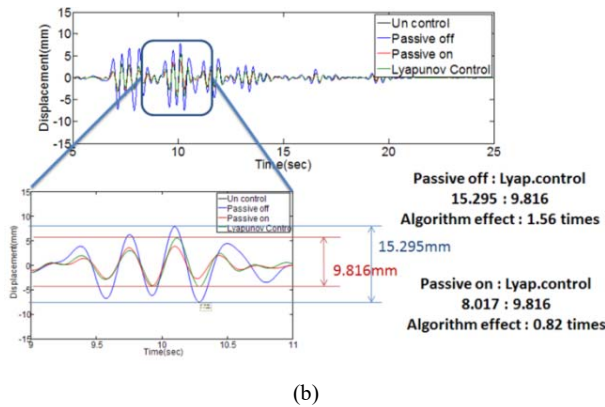 15
10
5
0
-5
-10
-15
Displacement(mm)
Un control
Passive off
Passive on
Lyapunov Control
5
10
15
20
25
Time(sec)
15
10
5
0
-5
-10
-15
Displacement(mm)
Un control
Passive off
Passive on
Lyapunov Control
9
9.5
10
10.5
11
Time(sec)
15.295mm
9.816mm
Passive off : Lyap.control
15.295 : 9.816
Algorithm effect : 1.56 times
Passive on : Lyap.control
8.017 : 9.816
Algorithm effect : 0.82 times
(b)